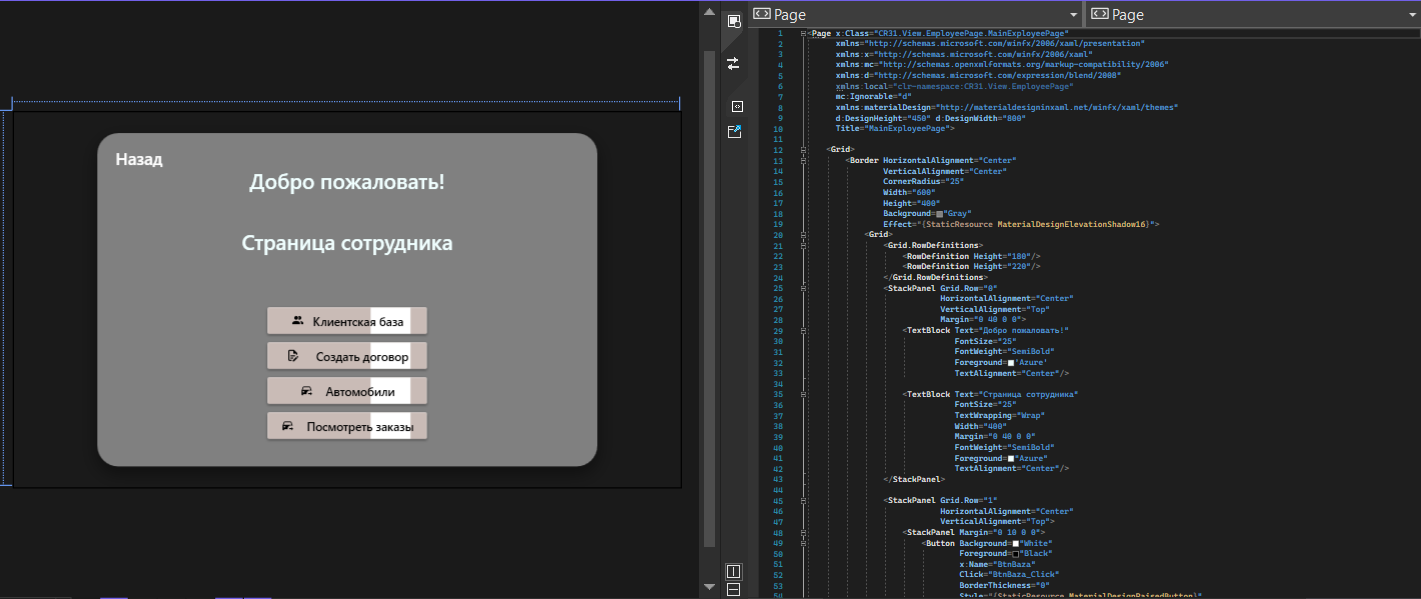 Назад
Добро пожаловать!
Страница сотрудника
Клиентская база
Создать договор
Автомобили
Посмотреть заказы
Page
Page
1 <Page x:Class="CR31.View.EmployeePage.MainExployeePage"
2 xmlns="http://schemas.microsoft.com/winfx/2006/xaml/presentation"
3 xmlns:x="http://schemas.microsoft.com/winfx/2006/xaml"
4 xmlns:mc="http://schemas.openxmlformats.org/markup-compatibility/2006"
5 xmlns:d="http://schemas.microsoft.com/expression/blend/2008"
6 xmlns:local="clr-namespace:CR31.View.EmployeePage"
7 mc:Ignorable="d"
8 xmlns:materialDesign="http://materialdesigninxaml.net/winfx/xaml/themes"
9 d:DesignHeight="450" d:DesignWidth="800"
10 Title="MainExployeePage">
11
12 <Grid>
13 <Border HorizontalAlignment="Center"
14 VerticalAlignment="Center"
15 CornerRadius="25"
16 Width="600"
17 Height="400"
18 Background="Gray"
19 Effect="{StaticResource MaterialDesignElevationShadow16}">
20 <Grid>
21 <Grid.RowDefinitions>
22 <RowDefinition Height="180"/>
23 <RowDefinition Height="220"/>
24 </Grid.RowDefinitions>
25 <StackPanel Grid.Row="0"
26 HorizontalAlignment="Center"
27 VerticalAlignment="Top"
28 Margin="0 40 0 0">
29 <TextBlock Text="Добро пожаловать!"
30 FontSize="25"
31 FontWeight="SemiBold"
32 Foreground='Azure'
33 TextAlignment="Center"/>
34
35 <TextBlock Text="Страница сотрудника"
36 FontSize="25"
37 TextWrapping="Wrap"
38 Width="400"
39 Margin="0 40 0 0"
40 FontWeight="SemiBold"
41 Foreground="Azure"
42 TextAlignment="Center"/>
43 </StackPanel>
44
45 <StackPanel Grid.Row="1"
46 HorizontalAlignment="Center"
47 VerticalAlignment="Top">
48 <StackPanel Margin="0 10 0 0">
49 <Button Background="White"
50 Foreground="Black"
51 x:Name="BtnBaza"
52 Click="BtnBaza_Click"
53 BorderThickness="0"
54 Style="{StaticResource MaterialDesignRaisedButton}"